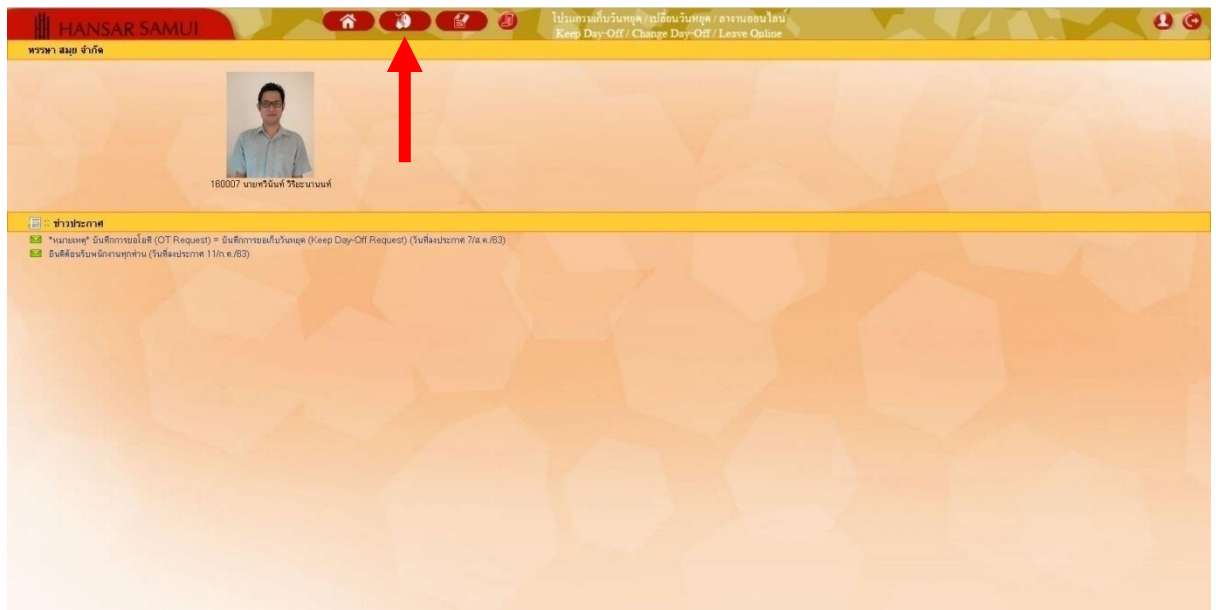 HANSAR SAMUI
โปรแกรมเก็บวันหยุด / เปลี่ยนวันหยุด / ลางานออนไลน์
Keep Day-Off / Change Day-Off / Leave Online
หรรษา สมุย จำกัด
160007 นายทวินันท์ วิริยะนานนท์
:: ข่าวประกาศ
*หมายเหตุ* บันทึกการขอโอที (OT Request) = บันทึกการขอเก็บวันหยุด (Keep Day-Off Request) (วันที่ลงประกาศ 7/ส.ค./63)
ยินดีต้อนรับพนักงานทุกท่าน (วันที่ลงประกาศ 11/ก.ค./63)